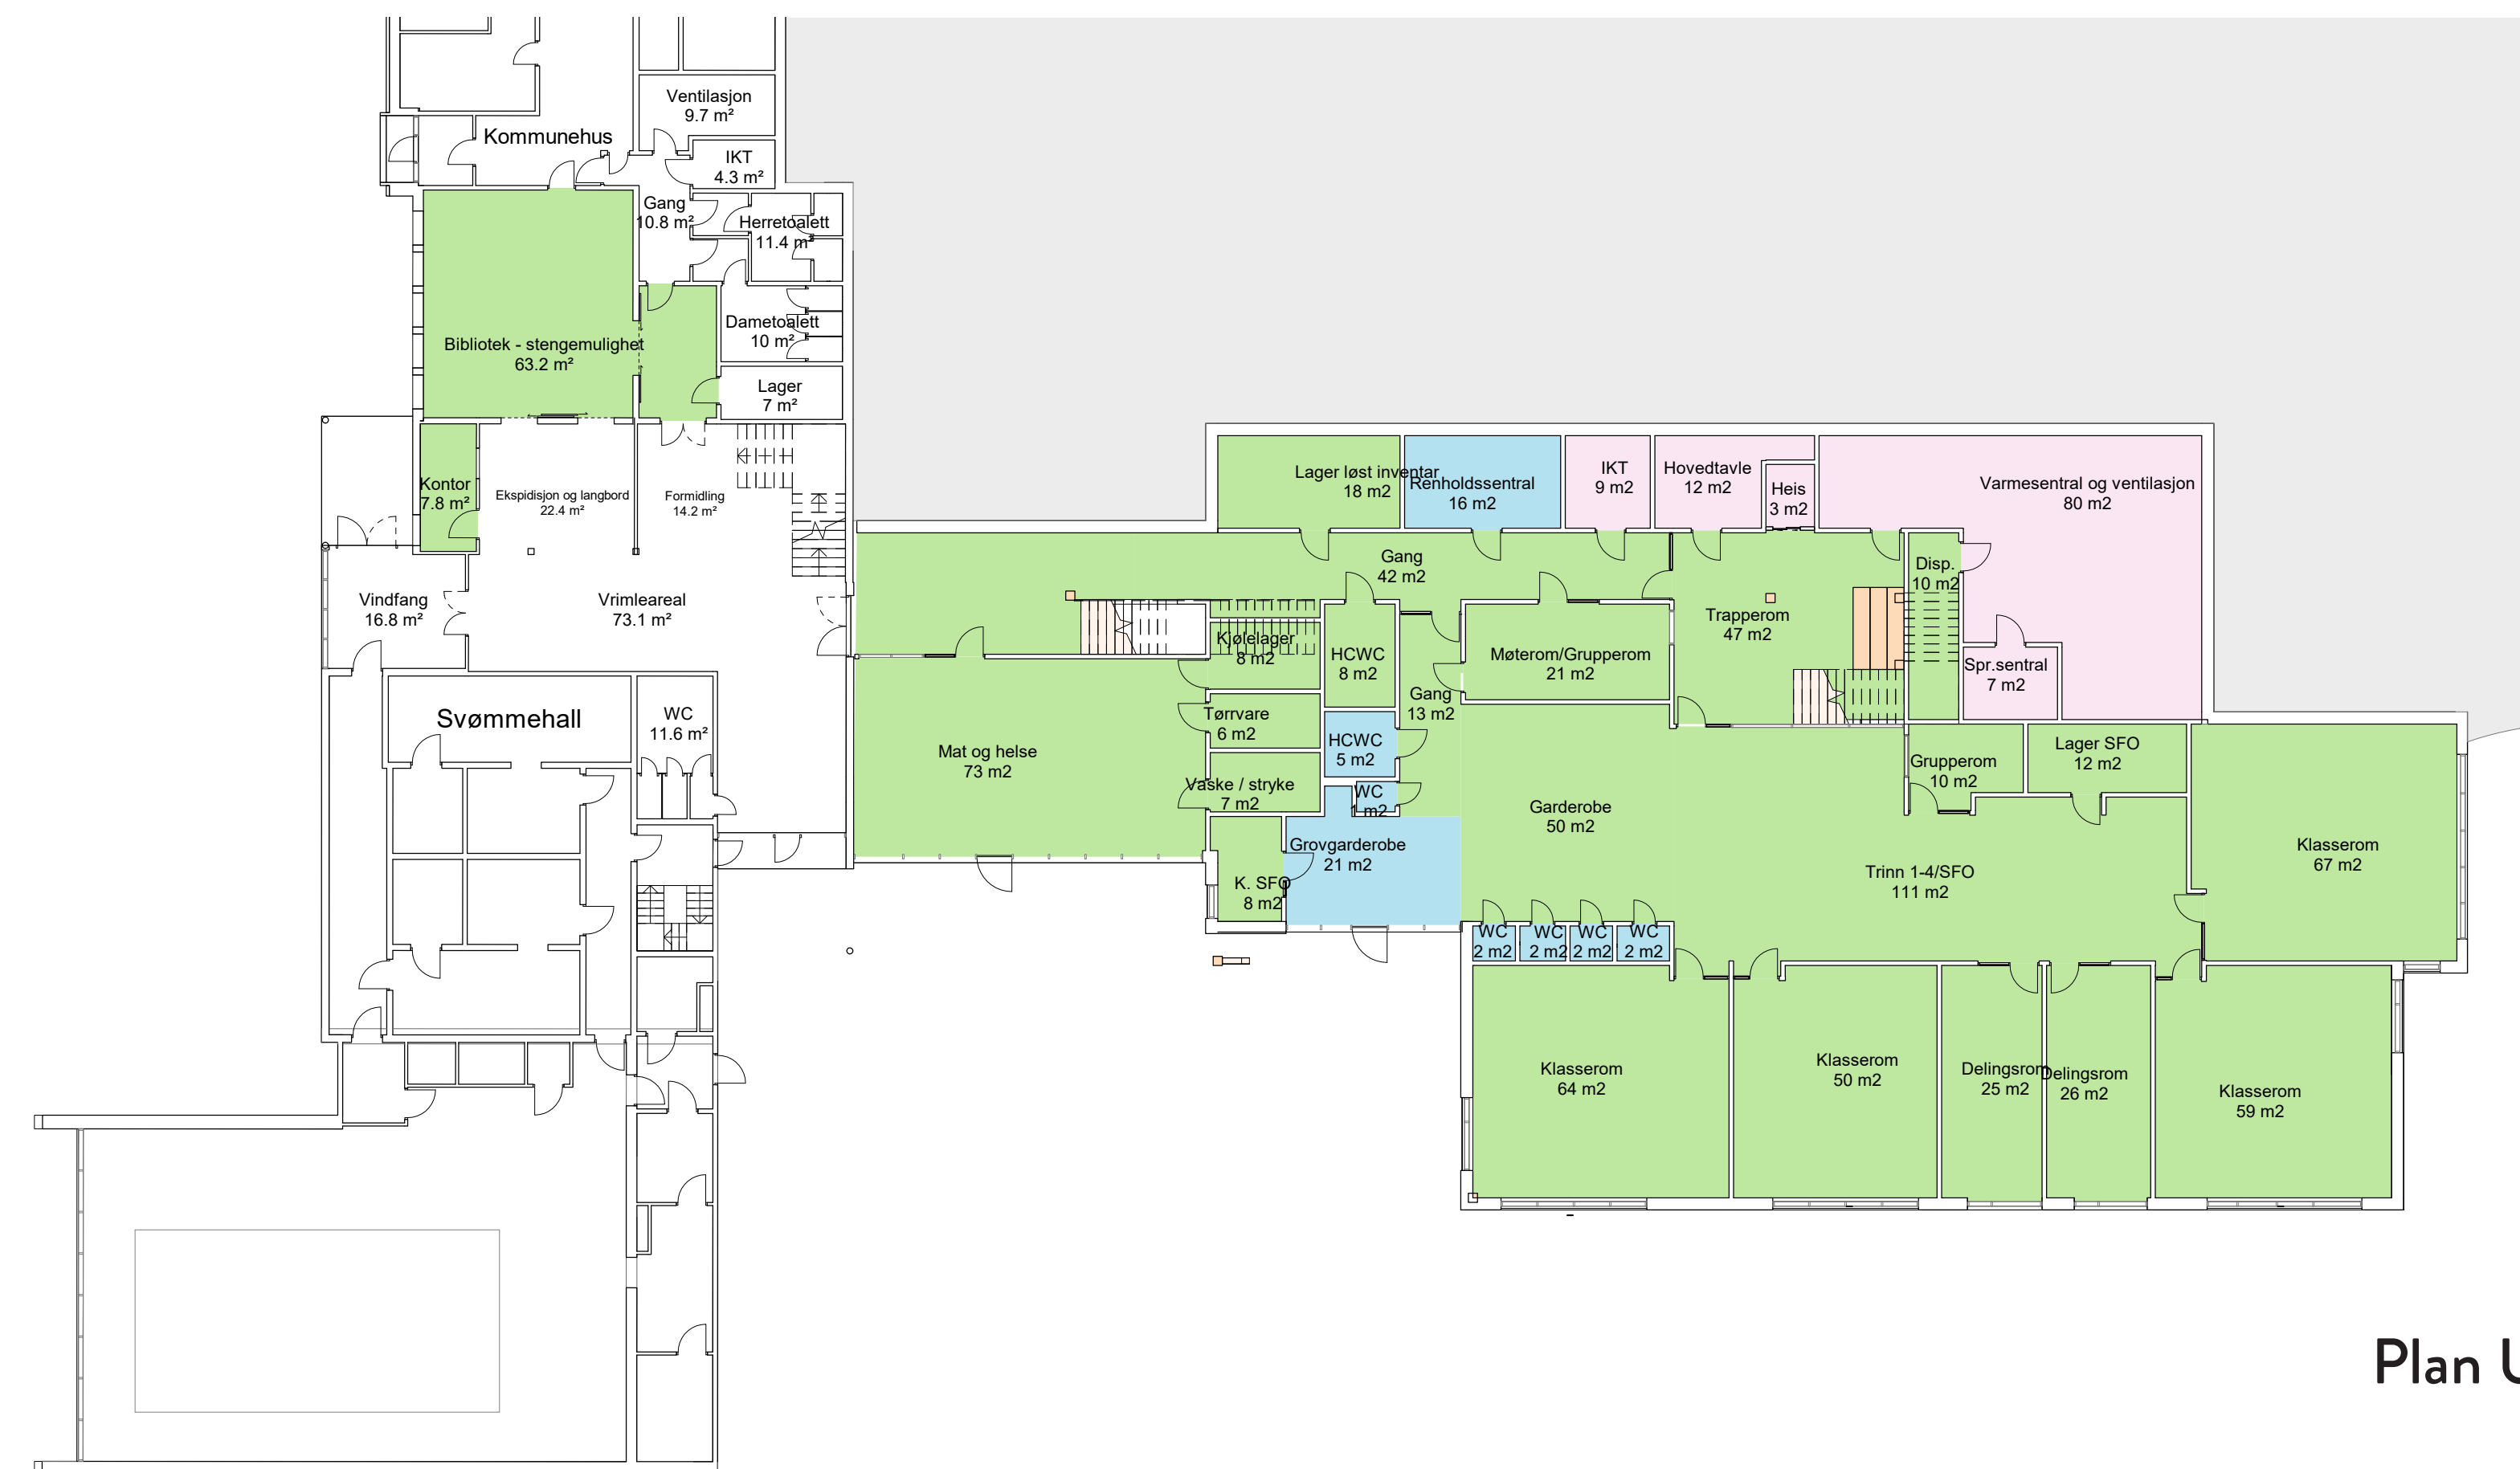 Ventilasjon
9.7 m²
Kommunehus
IKT
4.3 m²
Gang
10.8 m²
Herretoalett
11.4 m²
Dametoalett
10 m²
Bibliotek - stengemulighet
63.2 m²
Lager
7 m²
Kontor
7.8 m²
Ekspidisjon og langbord
22.4 m²
Formidling
14.2 m²
Vindfang
16.8 m²
Vrimleareal
73.1 m²
Svømmehall
WC
11.6 m²
Lager løst inventar
18 m2
Renholdssentral
16 m2
IKT
9 m2
Hovedtavle
12 m2
Heis
3 m2
Varmesentral og ventilasjon
80 m2
Gang
42 m2
Disp.
10 m2
Trapperom
47 m2
Kjølelager
8 m2
HCWC
8 m2
Møterom/Grupperom
21 m2
Spr.sentral
7 m2
Gang
13 m2
Tørrvare
6 m2
Mat og helse
73 m2
HCWC
5 m2
Vaske / stryke
7 m2
WC
1 m2
Garderobe
50 m2
Grupperom
10 m2
Lager SFO
12 m2
Grovgarderobe
21 m2
K. SFO
8 m2
Trinn 1-4/SFO
111 m2
Klasserom
67 m2
WC
2 m2
WC
2 m2
WC
2 m2
WC
2 m2
Klasserom
64 m2
Klasserom
50 m2
Delingsrom
25 m2
Delingsrom
26 m2
Klasserom
59 m2
Plan U